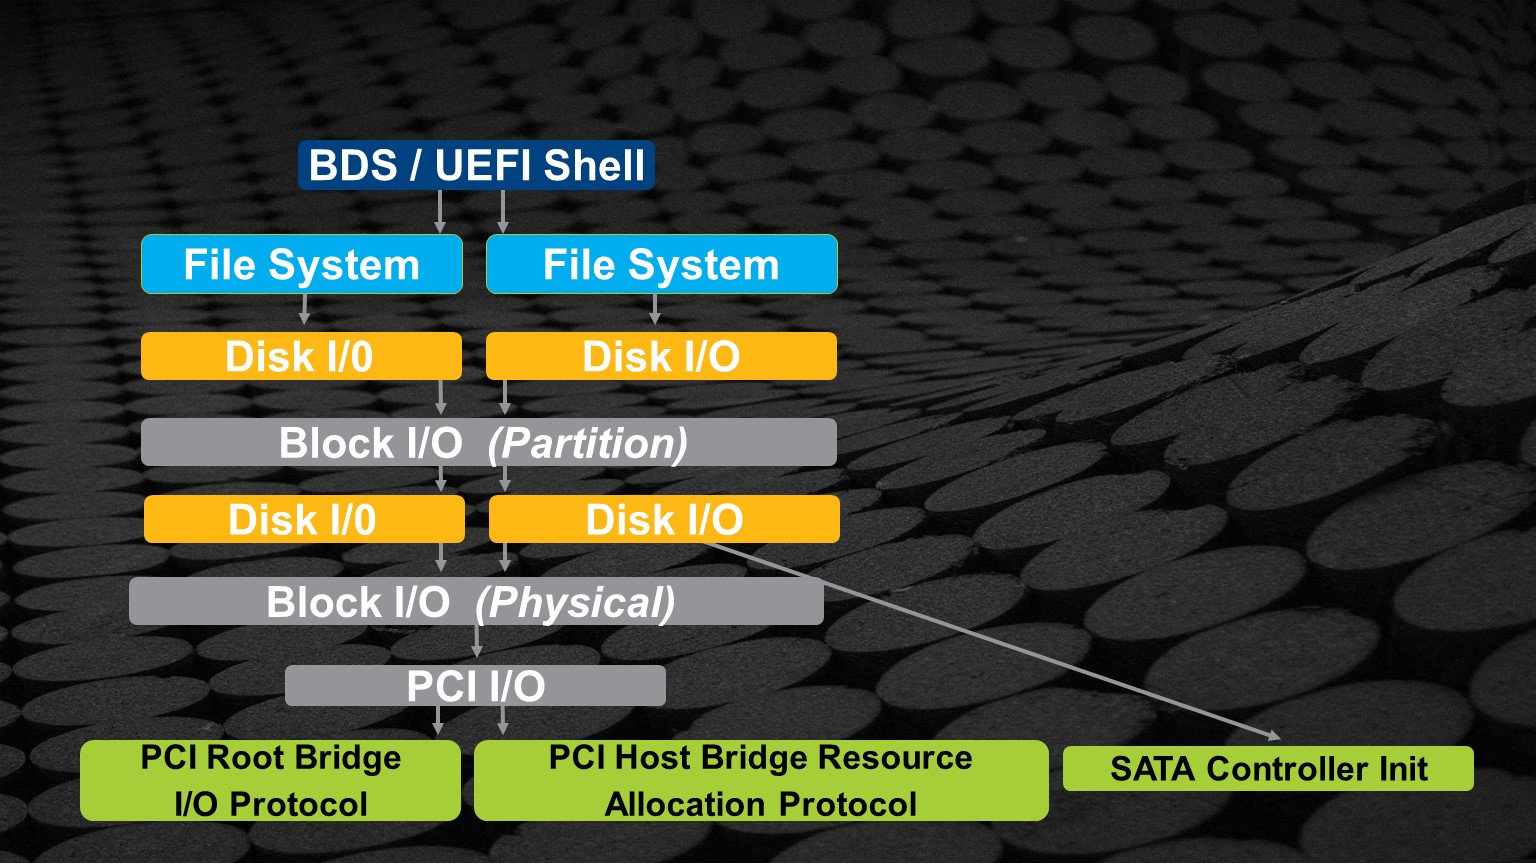 BDS / UEFI Shell
File System File System
Disk I/0 Disk I/O
Block I/O (Partition)
Disk I/0 Disk I/O
Block I/O (Physical)
PCI I/O
PCI Root Bridge
I/O Protocol
PCI Host Bridge Resource
Allocation Protocol
SATA Controller Init